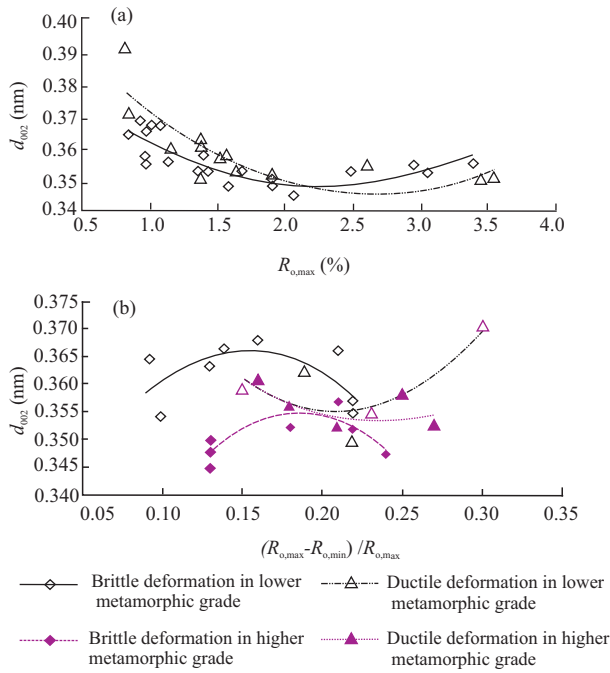 (a)
0.40
0.39
0.38
0.37
0.36
0.35
0.34
d002 (nm)
0.5 1.0 1.5 2.0 2.5 3.0 3.5 4.0
Ro,max (%)
(b)
0.375
0.370
0.360
0.355
0.350
0.345
0.340
d002 (nm)
0.05 0.10 0.15 0.20 0.25 0.30 0.35
(Ro,max-Ro,min) /Ro,max
Brittle deformation in lower
metamorphic grade
Ductile deformation in lower
metamorphic grade
Brittle deformation in higher
metamorphic grade
Ductile deformation in higher
metamorphic grade